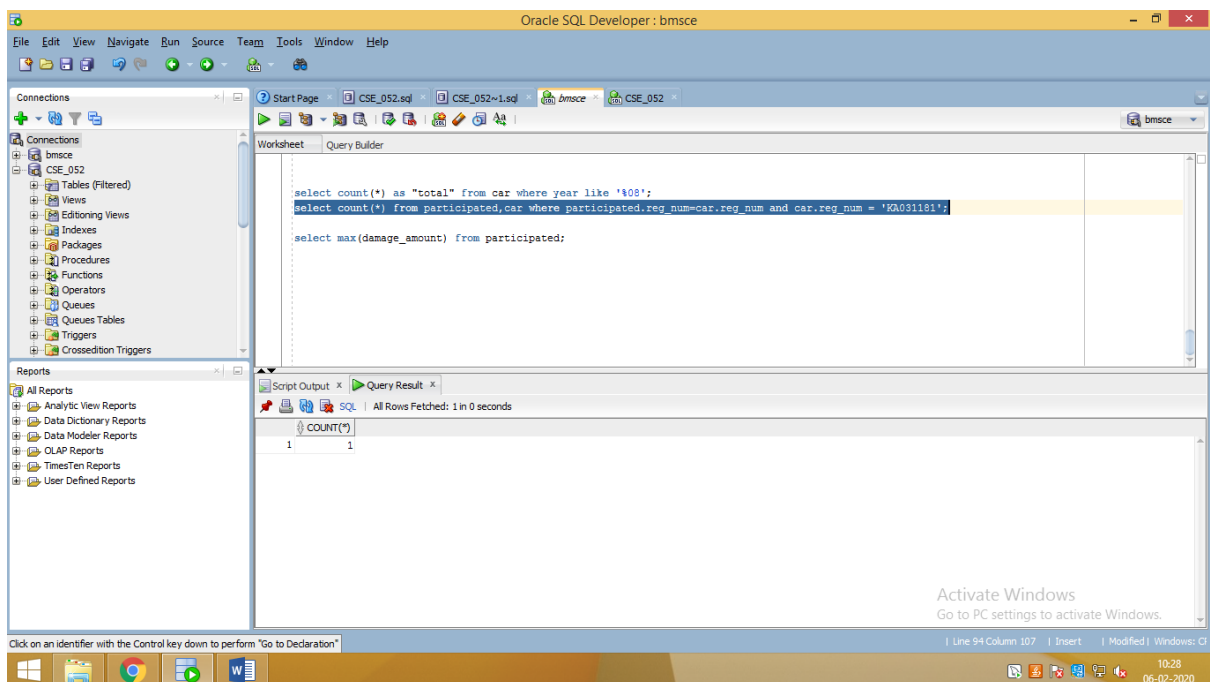 Oracle SQL Developer : bmsce
File Edit View Navigate Run Source Team Tools Window Help
Connections
Start Page
CSE_052.sql
CSE_052~1.sql
bmsce
CSE_052
bmsce
Worksheet Query Builder
Connections
bmsce
CSE_052
Tables (Filtered)
Views
Editioning Views
Indexes
Packages
Procedures
Functions
Operators
Queues
Queues Tables
Triggers
Crossedition Triggers
select count(*) as "total" from car where year like '%08';
select count(*) from participated,car where participated.reg_num=car.reg_num and car.reg_num = 'KA031181';
select max(damage_amount) from participated;
Reports
All Reports
Analytic View Reports
Data Dictionary Reports
Data Modeler Reports
OLAP Reports
TimesTen Reports
User Defined Reports
Script Output x Query Result x
SQL | All Rows Fetched: 1 in 0 seconds
COUNT(*)
1 1
Activate Windows
Go to PC settings to activate Windows.
Click on an identifier with the Control key down to perform "Go to Declaration"
| Line 94 Column 107 | Insert | Modified | Windows: CF
10:28
06-02-2020